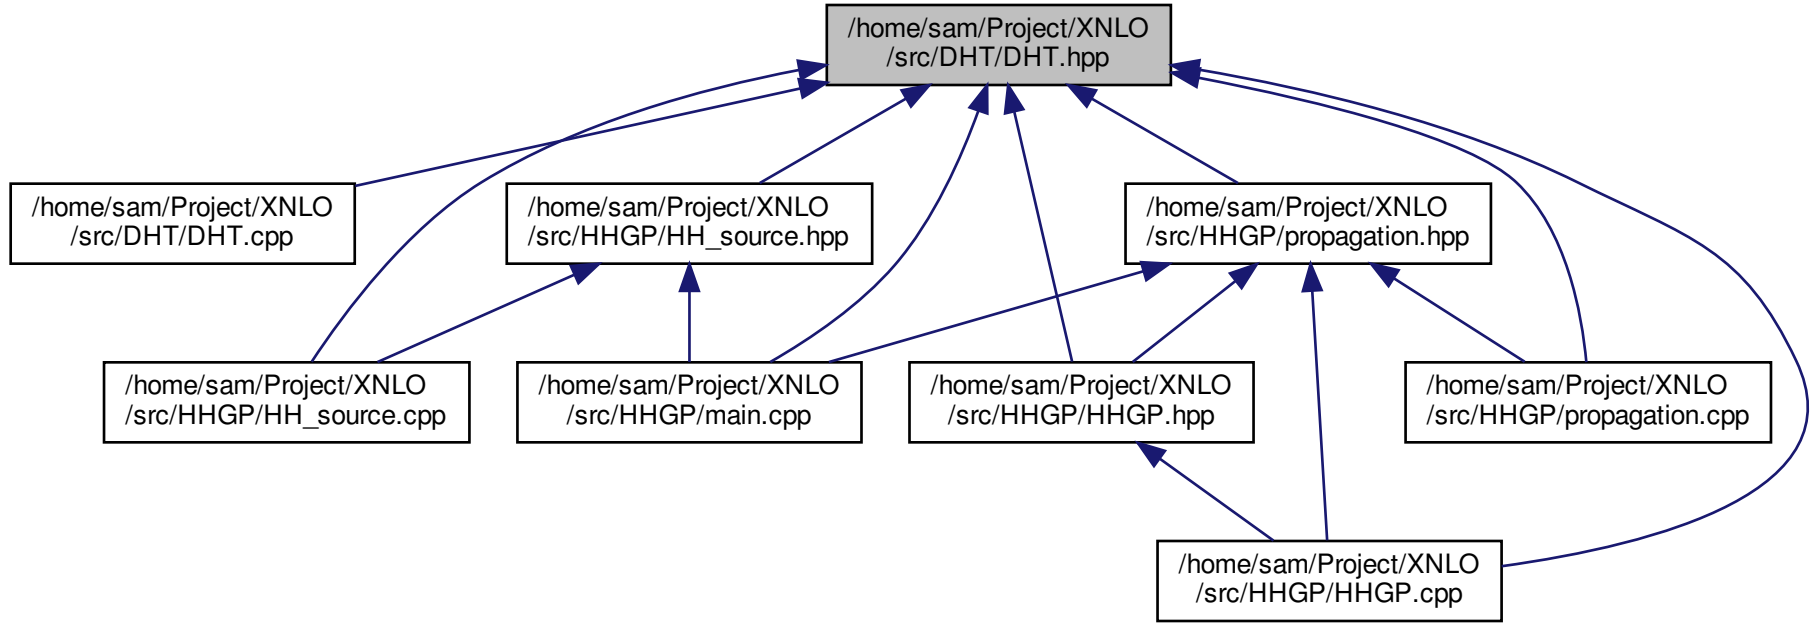 /home/sam/Project/XNLO
/src/DHT/DHT.hpp
/home/sam/Project/XNLO
/src/DHT/DHT.cpp
/home/sam/Project/XNLO
/src/HHGP/HH_source.hpp
/home/sam/Project/XNLO
/src/HHGP/propagation.hpp
/home/sam/Project/XNLO
/src/HHGP/HH_source.cpp
/home/sam/Project/XNLO
/src/HHGP/main.cpp
/home/sam/Project/XNLO
/src/HHGP/HHGP.hpp
/home/sam/Project/XNLO
/src/HHGP/propagation.cpp
/home/sam/Project/XNLO
/src/HHGP/HHGP.cpp